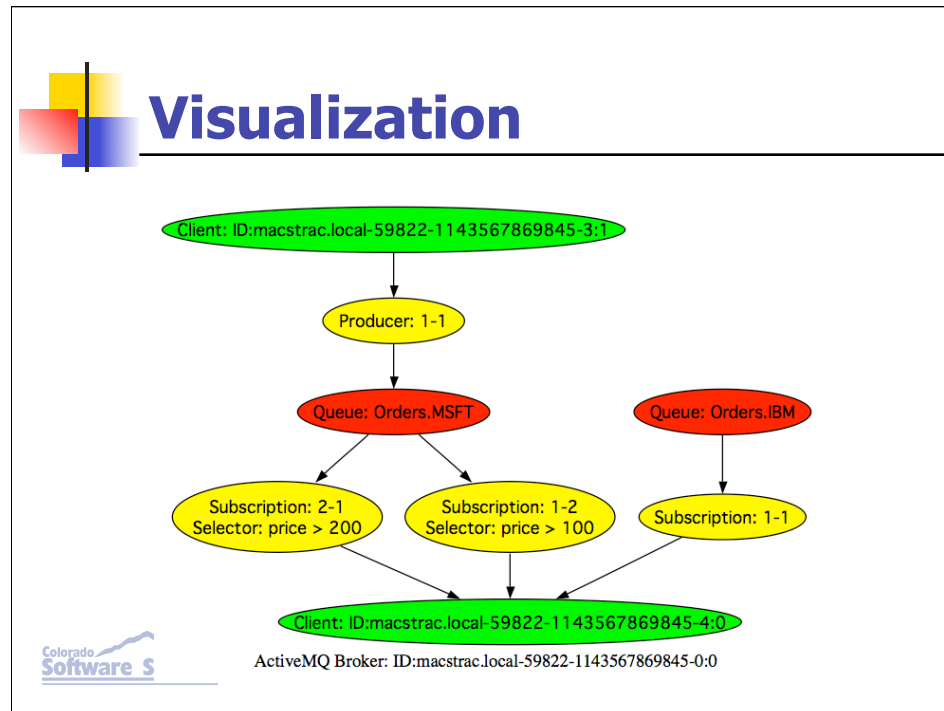 Visualization
Client: ID:macstrac.local-59822-1143567869845-3:1
Producer: 1-1
Queue: Orders.MSFT
Queue: Orders.IBM
Subscription: 2-1
Selector: price > 200
Subscription: 1-2
Selector: price > 100
Subscription: 1-1
Client: ID:macstrac.local-59822-1143567869845-4:0
ActiveMQ Broker: ID:macstrac.local-59822-1143567869845-0:0
Colorado
Software S